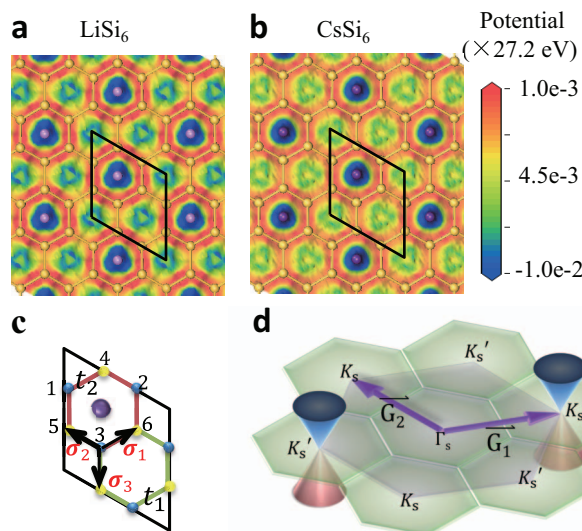 a LiSi₆
b CsSi₆
Potential
(×27.2 eV)
1.0e-3
4.5e-3
-1.0e-2
c
4
1 t₂ 2
5 3 6
σ₂ σ₁
σ₃
t₁
d
Kₛ Kₛ'
G₂ Kₛ
Kₛ' Γₛ G₁
Kₛ'
Kₛ